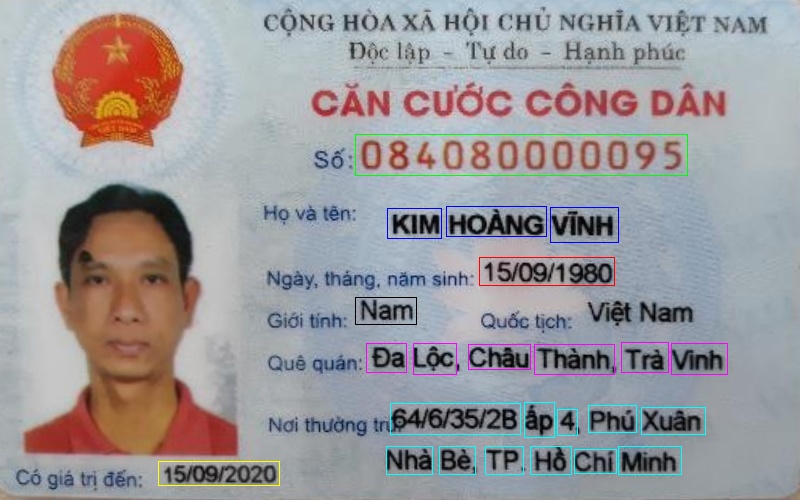 CỘNG HÒA XÃ HỘI CHỦ NGHĨA VIỆT NAM
Độc lập - Tự do - Hạnh phúc
CĂN CƯỚC CÔNG DÂN
Số: 084080000095
Họ và tên: KIM HOÀNG VĨNH
Ngày, tháng, năm sinh: 15/09/1980
Giới tính: Nam Quốc tịch: Việt Nam
Quê quán: Đa Lộc, Châu Thành, Trà Vinh
Nơi thường trú: 64/6/35/2B ấp 4, Phú Xuân
Nhà Bè, TP. Hồ Chí Minh
Có giá trị đến: 15/09/2020